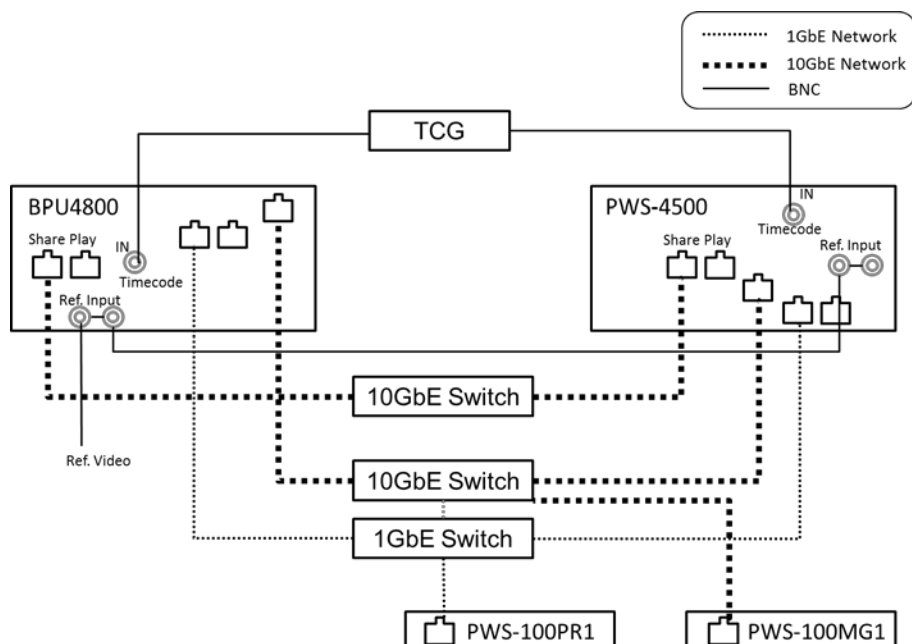 1GbE Network
10GbE Network
BNC
TCG
BPU4800
Share Play
IN
Timecode
Ref. Input
PWS-4500
IN
Timecode
Share Play
Ref. Input
10GbE Switch
Ref. Video
10GbE Switch
1GbE Switch
PWS-100PR1
PWS-100MG1